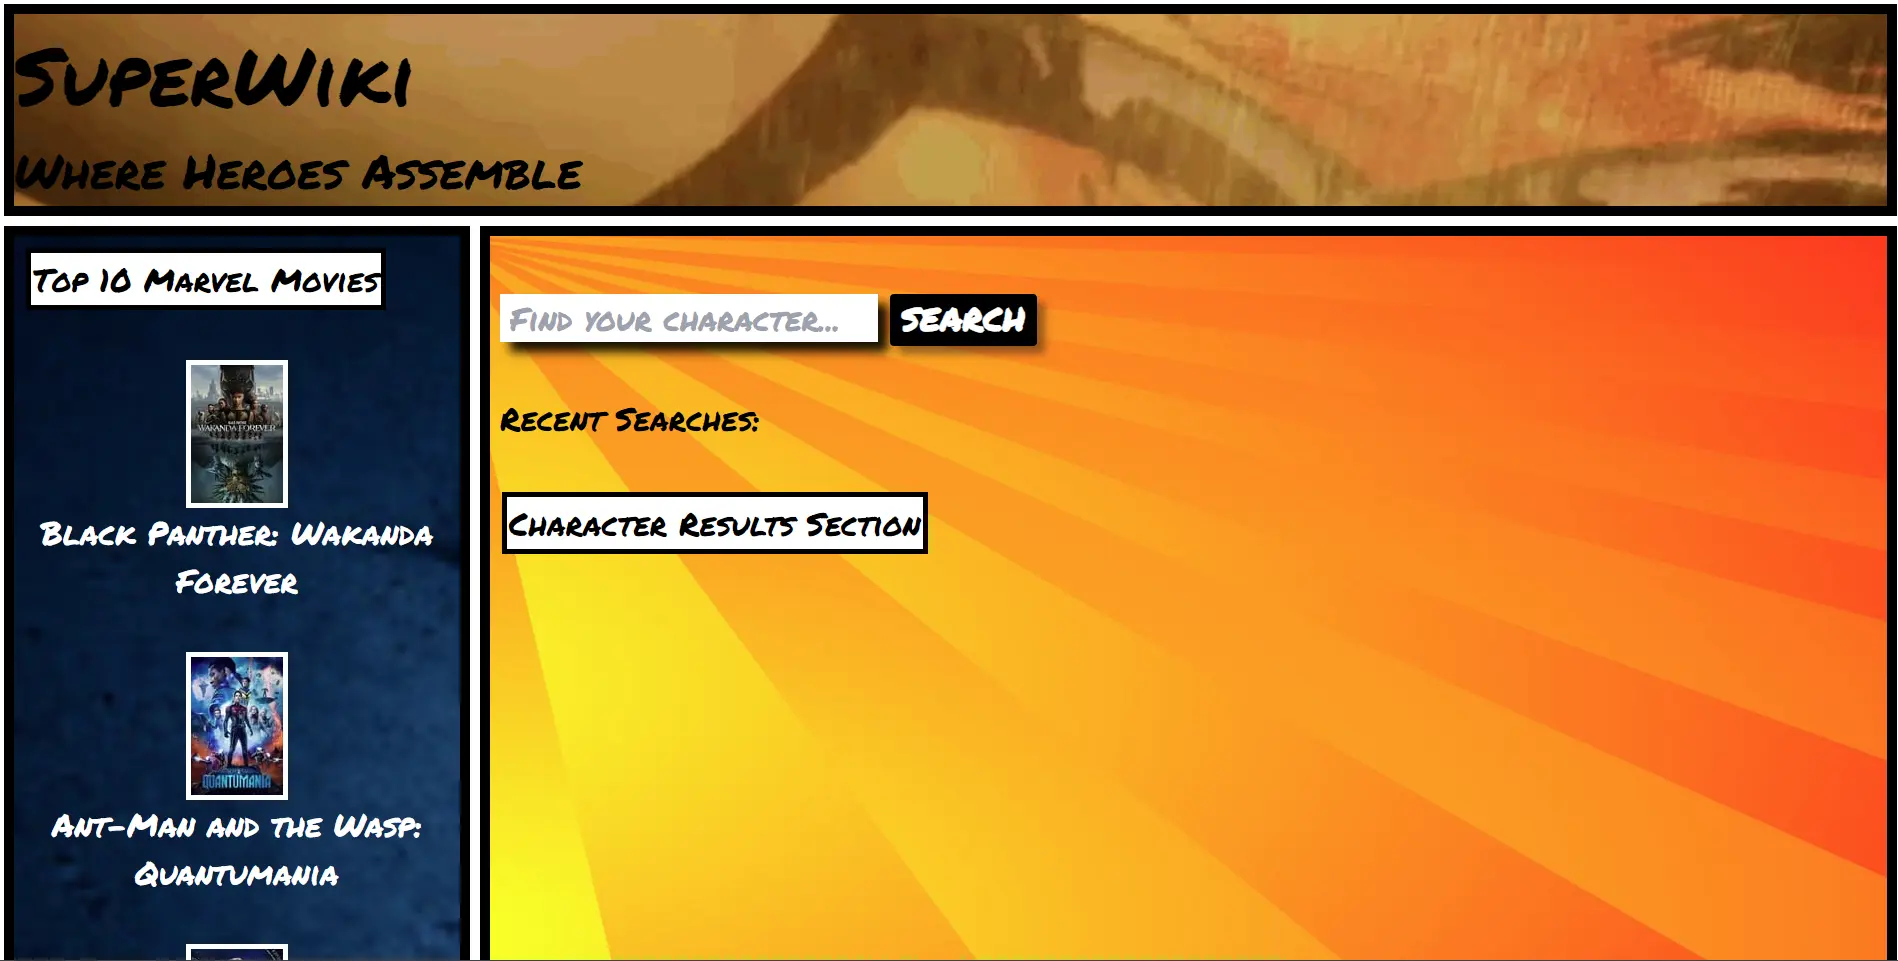 SuperWiki
Where Heroes Assemble
Top 10 Marvel Movies
WAKANDA FOREVER
Black Panther: Wakanda
Forever
QUANTUMANIA
Ant-Man and the Wasp:
Quantumania
Find your character...
SEARCH
Recent Searches:
Character Results Section